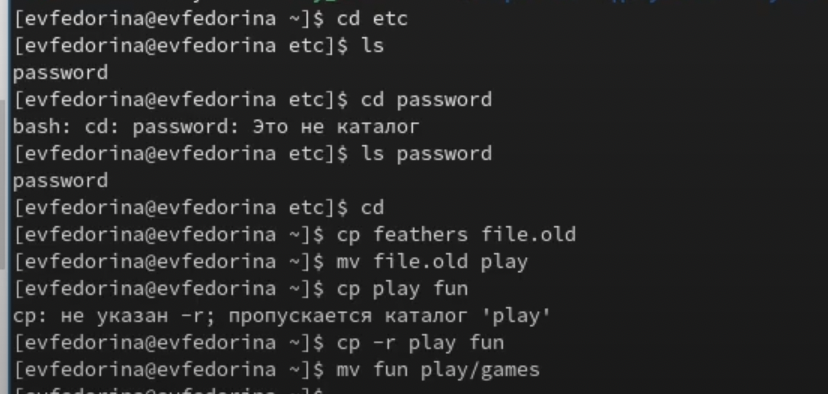 [evfedorina@evfedorina ~]$ cd etc
[evfedorina@evfedorina etc]$ ls
password
[evfedorina@evfedorina etc]$ cd password
bash: cd: password: Это не каталог
[evfedorina@evfedorina etc]$ ls password
password
[evfedorina@evfedorina etc]$ cd
[evfedorina@evfedorina ~]$ cp feathers file.old
[evfedorina@evfedorina ~]$ mv file.old play
[evfedorina@evfedorina ~]$ cp play fun
cp: не указан -r; пропускается каталог 'play'
[evfedorina@evfedorina ~]$ cp -r play fun
[evfedorina@evfedorina ~]$ mv fun play/games